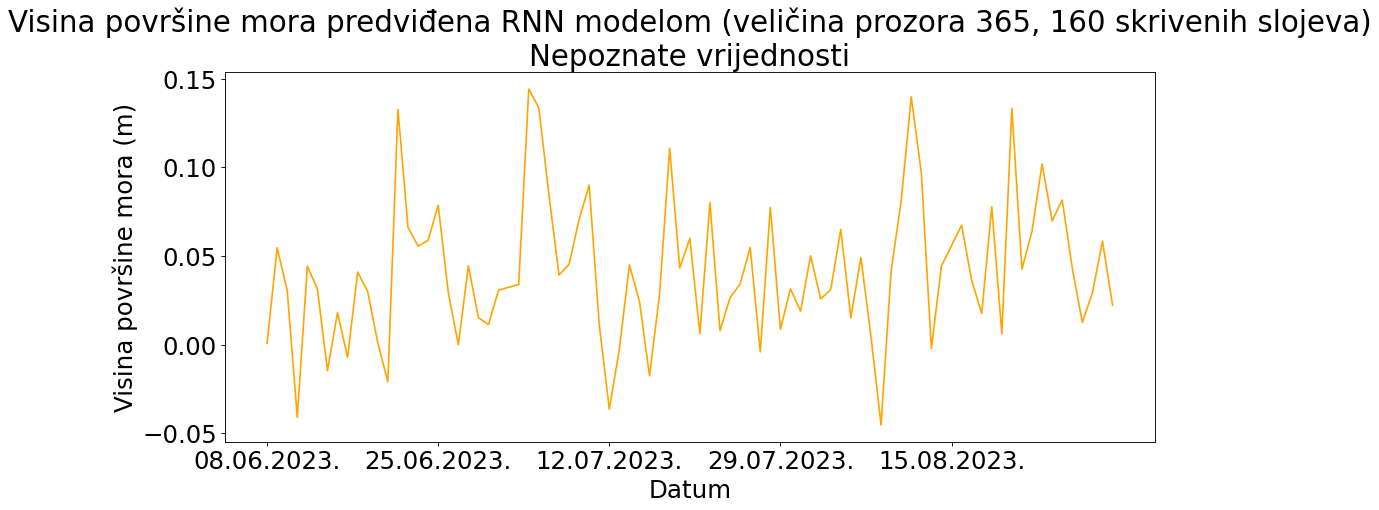 Visina površine mora predviđena RNN modelom (veličina prozora 365, 160 skrivenih slojeva)
Nepoznate vrijednosti
Visina površine mora (m)
0.15
0.10
0.05
0.00
−0.05
08.06.2023. 25.06.2023. 12.07.2023. 29.07.2023. 15.08.2023.
Datum